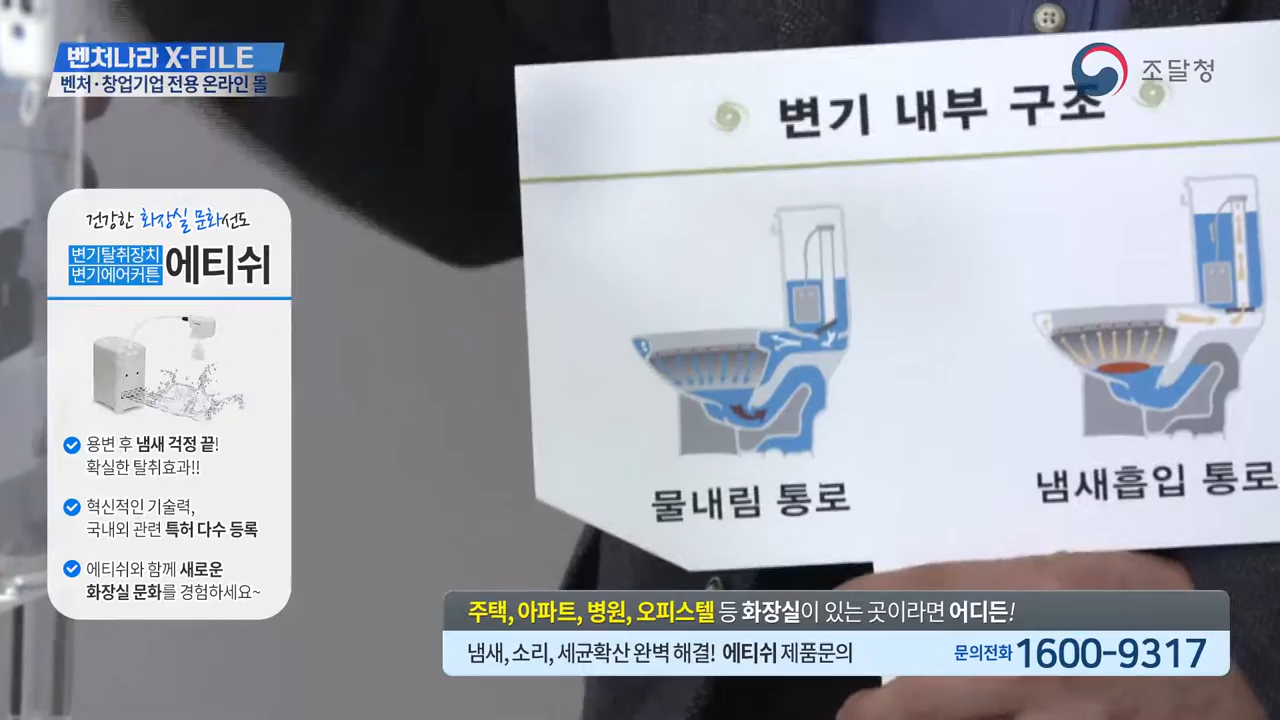 벤처나라 X-FILE
벤처·창업기업 전용 온라인 몰
조달청
변기 내부 구조
물내림 통로
냄새흡입 통로
건강한 화장실 문화선도
변기탈취장치
변기에어커튼
에티쉬
용변 후 냄새 걱정 끝!
확실한 탈취효과!!
혁신적인 기술력,
국내외 관련 특허 다수 등록
에티쉬와 함께 새로운
화장실 문화를 경험하세요~
주택, 아파트, 병원, 오피스텔 등 화장실이 있는 곳이라면 어디든!
냄새, 소리, 세균확산 완벽 해결! 에티쉬 제품문의
문의전화 1600-9317